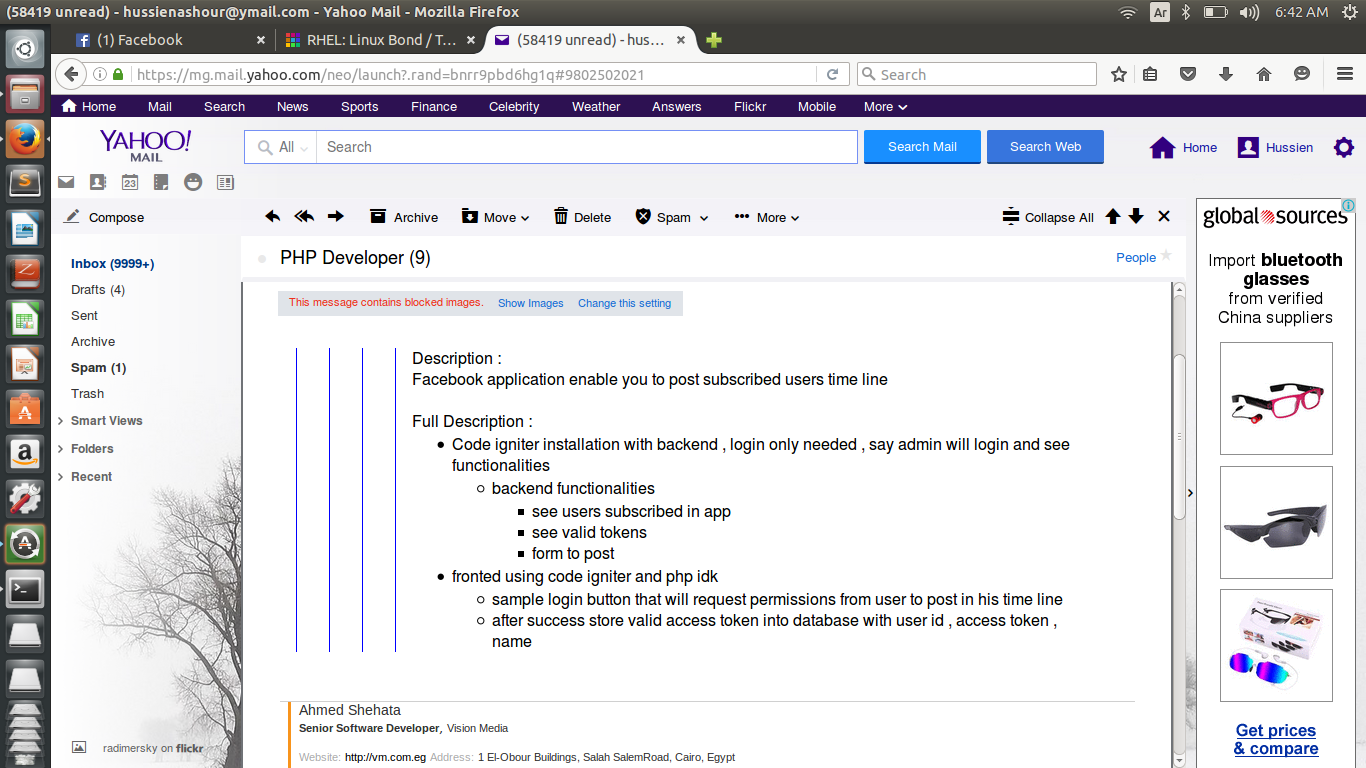 (58419 unread) - hussienashour@ymail.com - Yahoo Mail - Mozilla Firefox
Ar
6:42 AM
(1) Facebook
RHEL: Linux Bond / T...
(58419 unread) - hus...
https://mg.mail.yahoo.com/neo/launch?.rand=bnrr9pbd6hg1q#9802502021
Search
Home Mail Search News Sports Finance Celebrity Weather Answers Flickr Mobile More
YAHOO!
MAIL
All
Search
Search Mail
Search Web
Home
Hussien
23
Compose
Archive Move Delete Spam More
Collapse All
Inbox (9999+)
Drafts (4)
Sent
Archive
Spam (1)
Trash
Smart Views
Folders
Recent
radimersky on flickr
PHP Developer (9)
People
This message contains blocked images. Show Images Change this setting
Description :
Facebook application enable you to post subscribed users time line
Full Description :
Code igniter installation with backend , login only needed , say admin will login and see
functionalities
backend functionalities
see users subscribed in app
see valid tokens
form to post
fronted using code igniter and php idk
sample login button that will request permissions from user to post in his time line
after success store valid access token into database with user id , access token ,
name
Ahmed Shehata
Senior Software Developer, Vision Media
Website: http://vm.com.eg Address: 1 El-Obour Buildings, Salah SalemRoad, Cairo, Egypt
global sources
Import bluetooth
glasses
from verified
China suppliers
Get prices
& compare